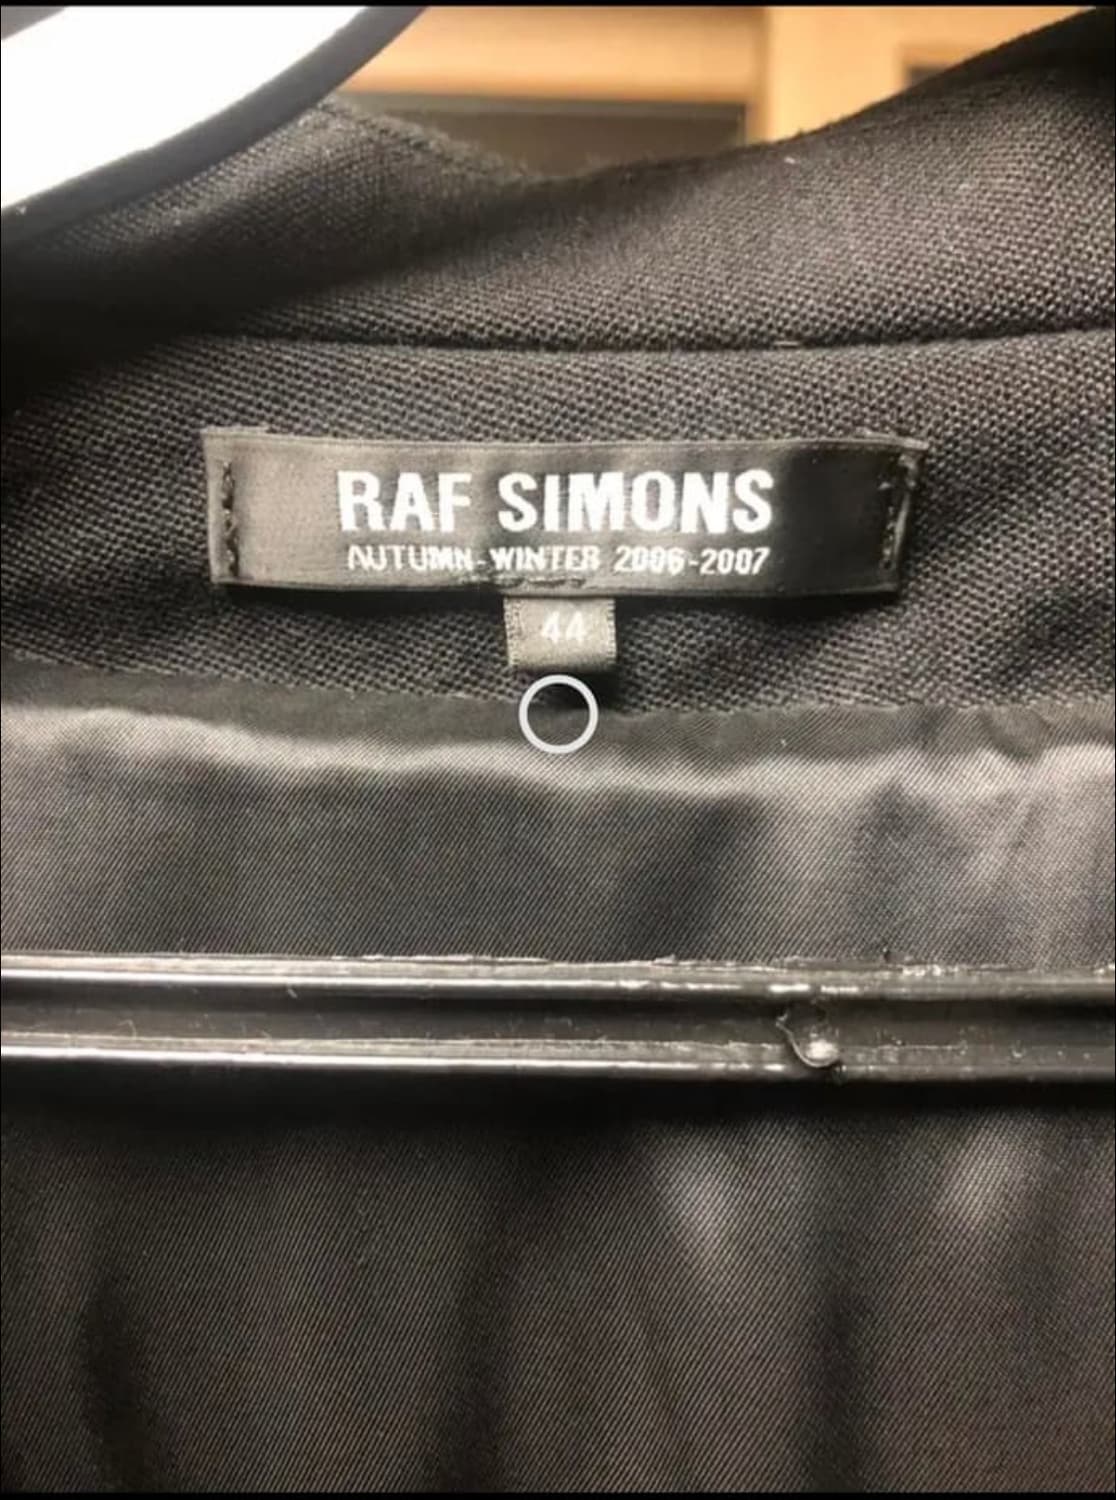 RAF SIMONS
AUTUMN-WINTER 2006-2007
44